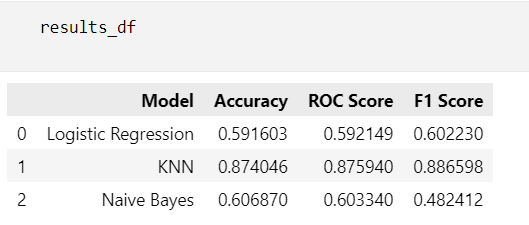 results_df
Model Accuracy ROC Score F1 Score
0 Logistic Regression 0.591603 0.592149 0.602230
1 KNN 0.874046 0.875940 0.886598
2 Naive Bayes 0.606870 0.603340 0.482412